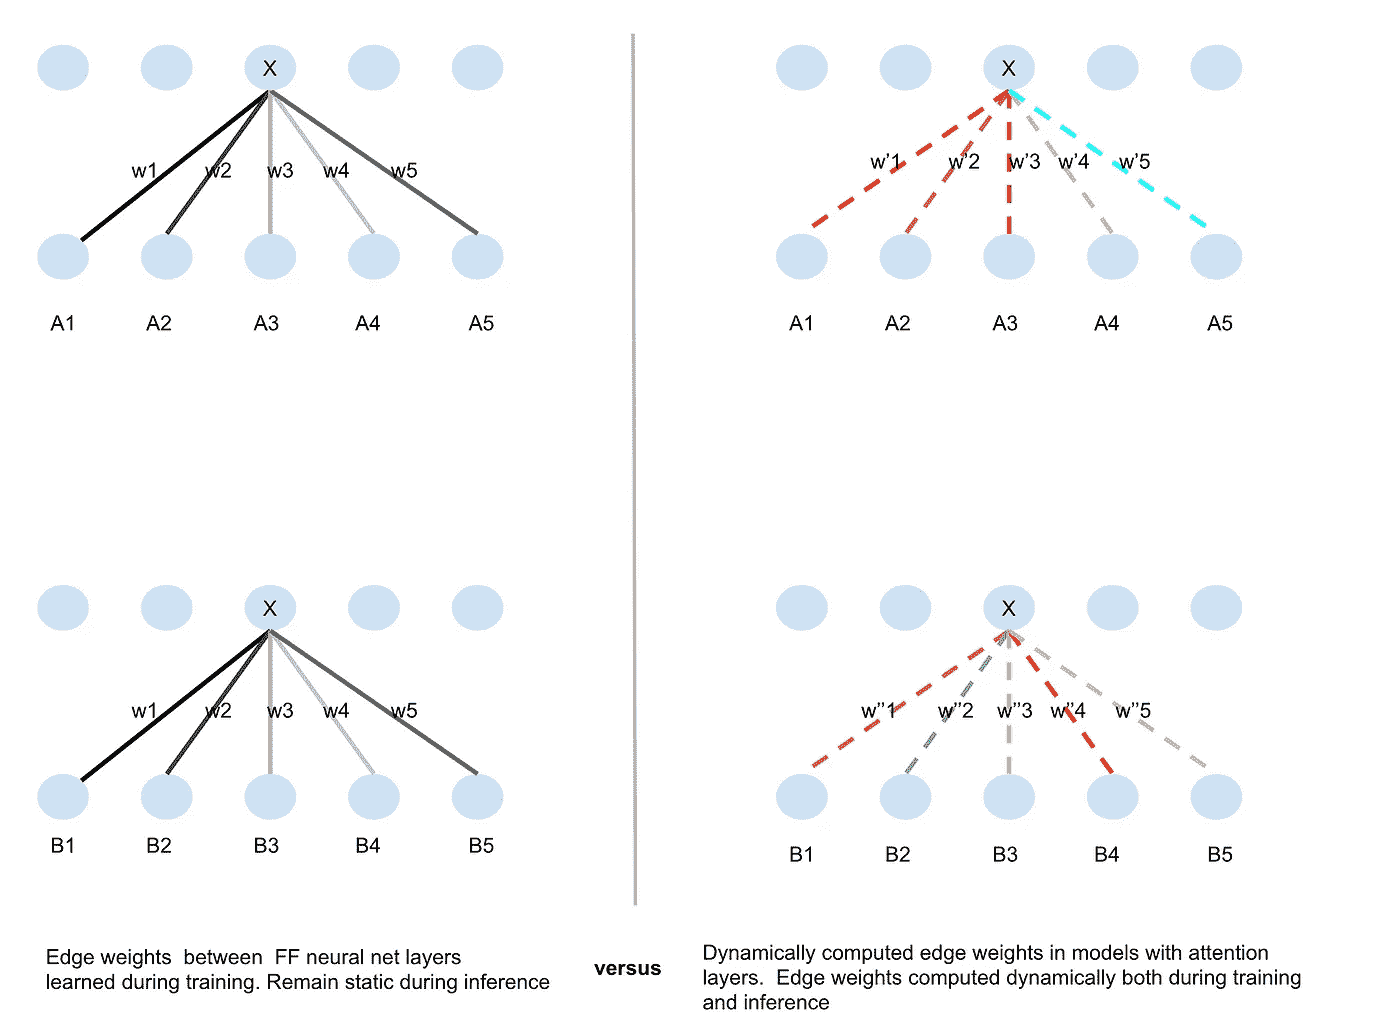 X
w1 w2 w3 w4 w5
A1 A2 A3 A4 A5
X
w1 w2 w3 w4 w5
B1 B2 B3 B4 B5
Edge weights between FF neural net layers
learned during training. Remain static during inference
versus
X
w'1 w'2 w'3 w'4 w'5
A1 A2 A3 A4 A5
X
w"1 w"2 w"3 w"4 w"5
B1 B2 B3 B4 B5
Dynamically computed edge weights in models with attention
layers. Edge weights computed dynamically both during training
and inference